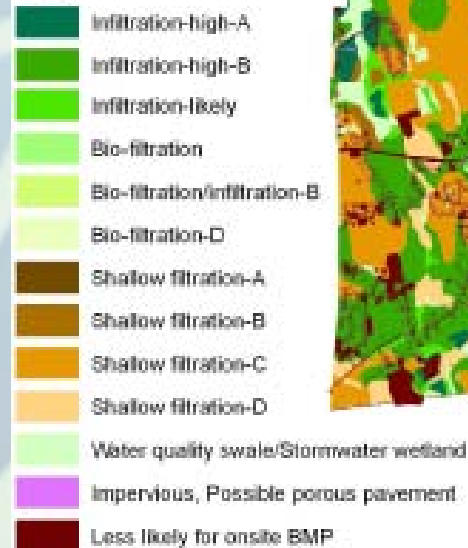 Infiltration-high-A
Infiltration-high-B
Infiltration-likely
Bio-filtration
Bio-filtration/infiltration-B
Bio-filtration-D
Shallow filtration-A
Shallow filtration-B
Shallow filtration-C
Shallow filtration-D
Water quality swale/Stormwater wetland
Impervious, Possible porous pavement
Less likely for onsite BMP